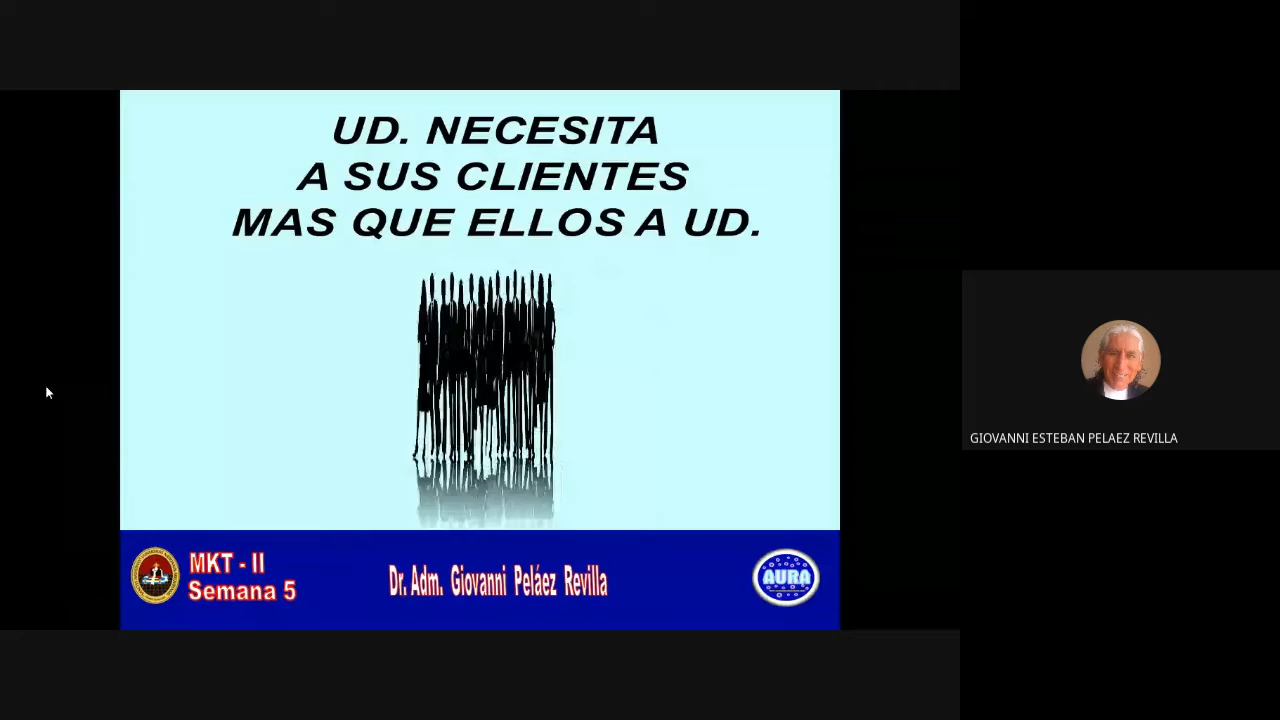 UD. NECESITA
A SUS CLIENTES
MAS QUE ELLOS A UD.
MKT - II
Semana 5
Dr. Adm. Giovanni Peláez Revilla
AURA
GIOVANNI ESTEBAN PELAEZ REVILLA